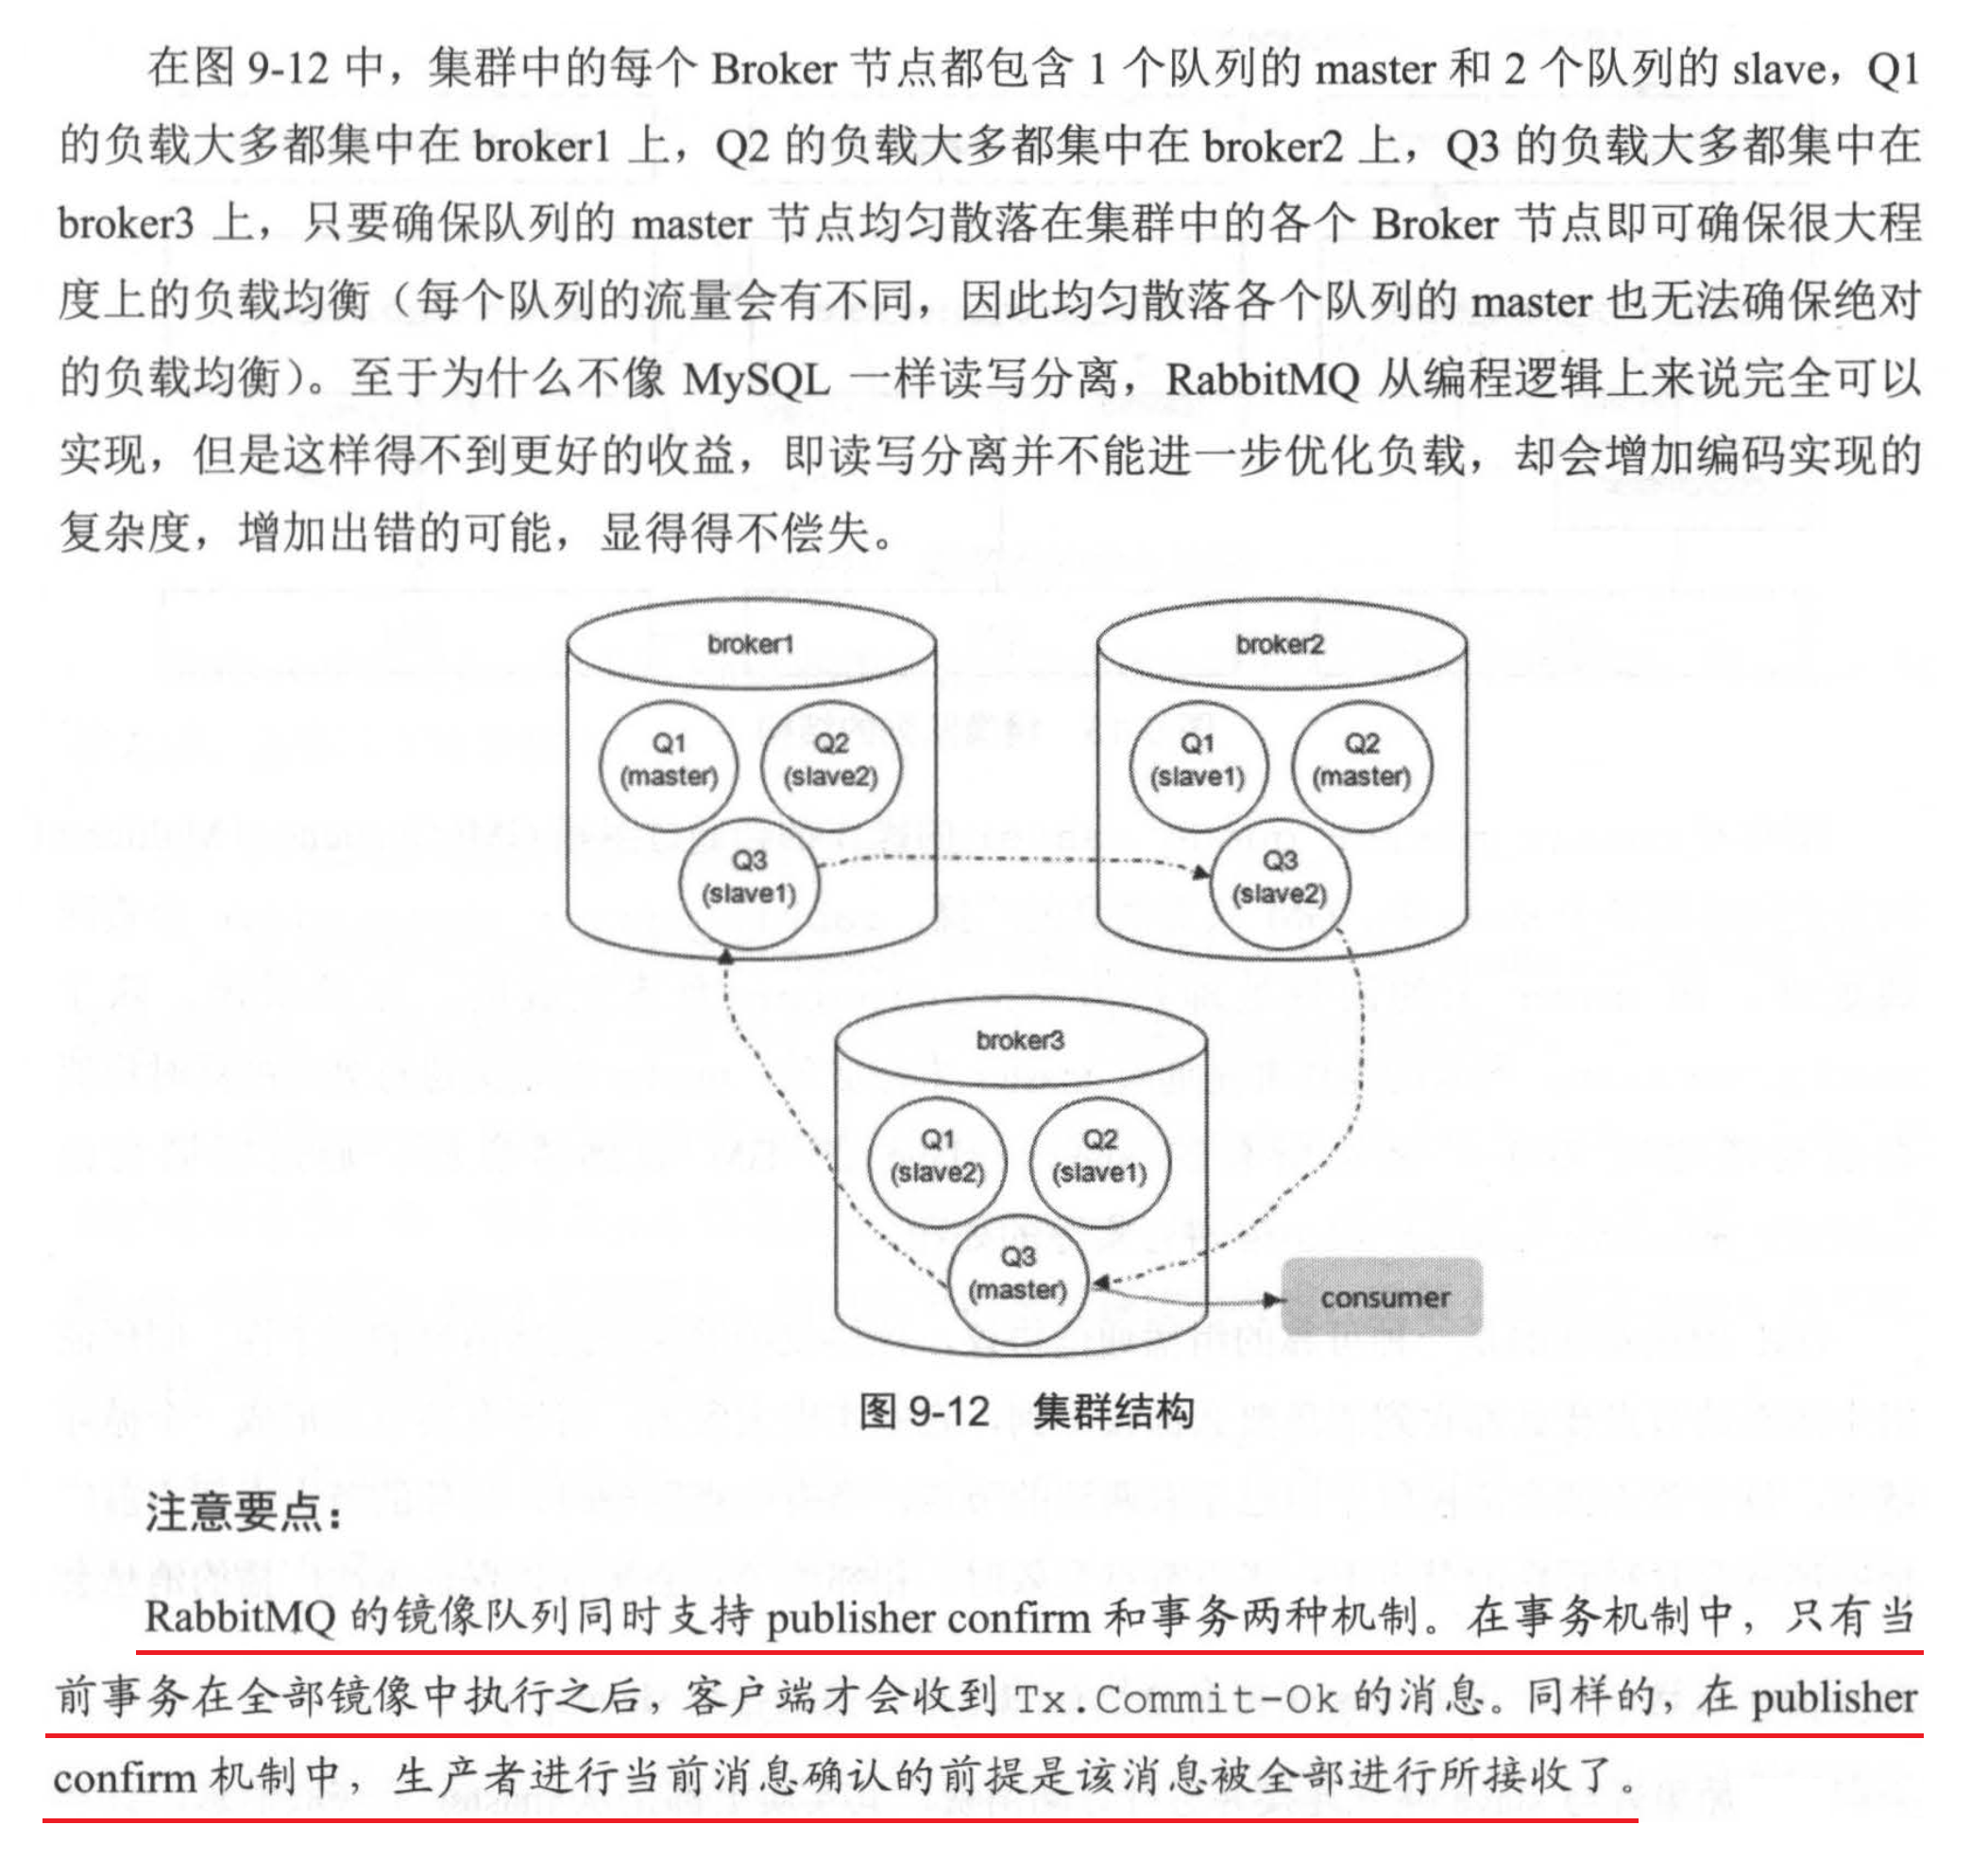 在图 9-12 中，集群中的每个 Broker 节点都包含 1 个队列的 master 和 2 个队列的 slave，Q1
的负载大多都集中在 broker1 上，Q2 的负载大多都集中在 broker2 上，Q3 的负载大多都集中在
broker3 上，只要确保队列的 master 节点均匀散落在集群中的各个 Broker 节点即可确保很大程
度上的负载均衡（每个队列的流量会有不同，因此均匀散落各个队列的 master 也无法确保绝对
的负载均衡）。至于为什么不像 MySQL 一样读写分离，RabbitMQ 从编程逻辑上来说完全可以
实现，但是这样得不到更好的收益，即读写分离并不能进一步优化负载，却会增加编码实现的
复杂度，增加出错的可能，显得得不偿失。
broker1
Q1
(master)
Q2
(slave2)
Q3
(slave1)
broker2
Q1
(slave1)
Q2
(master)
Q3
(slave2)
broker3
Q1
(slave2)
Q2
(slave1)
Q3
(master)
consumer
图 9-12 集群结构
注意要点：
RabbitMQ 的镜像队列同时支持 publisher confirm 和事务两种机制。在事务机制中，只有当
前事务在全部镜像中执行之后，客户端才会收到 Tx.Commit-Ok 的消息。同样的，在 publisher
confirm 机制中，生产者进行当前消息确认的前提是该消息被全部进行所接收了。